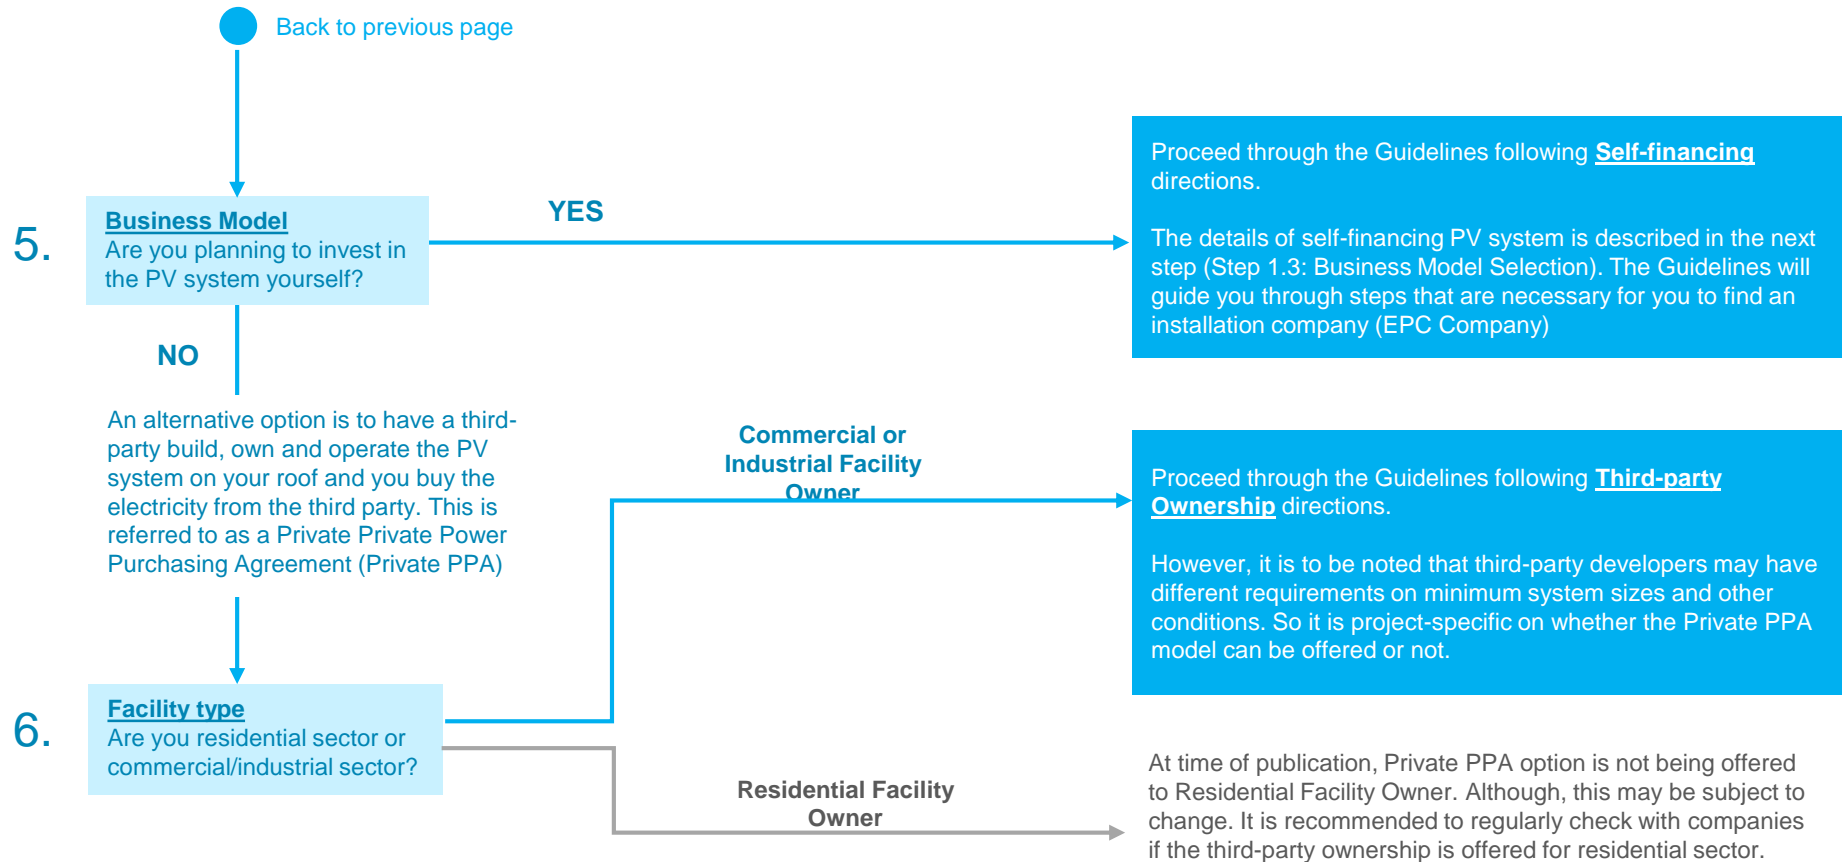 Back to previous page
5.
Business Model
Are you planning to invest in
the PV system yourself?
YES
Proceed through the Guidelines following Self-financing
directions.
The details of self-financing PV system is described in the next
step (Step 1.3: Business Model Selection). The Guidelines will
guide you through steps that are necessary for you to find an
installation company (EPC Company)
NO
An alternative option is to have a third-
party build, own and operate the PV
system on your roof and you buy the
electricity from the third party. This is
referred to as a Private Private Power
Purchasing Agreement (Private PPA)
Commercial or
Industrial Facility
Owner
Proceed through the Guidelines following Third-party
Ownership directions.
However, it is to be noted that third-party developers may have
different requirements on minimum system sizes and other
conditions. So it is project-specific on whether the Private PPA
model can be offered or not.
6.
Facility type
Are you residential sector or
commercial/industrial sector?
Residential Facility
Owner
At time of publication, Private PPA option is not being offered
to Residential Facility Owner. Although, this may be subject to
change. It is recommended to regularly check with companies
if the third-party ownership is offered for residential sector.